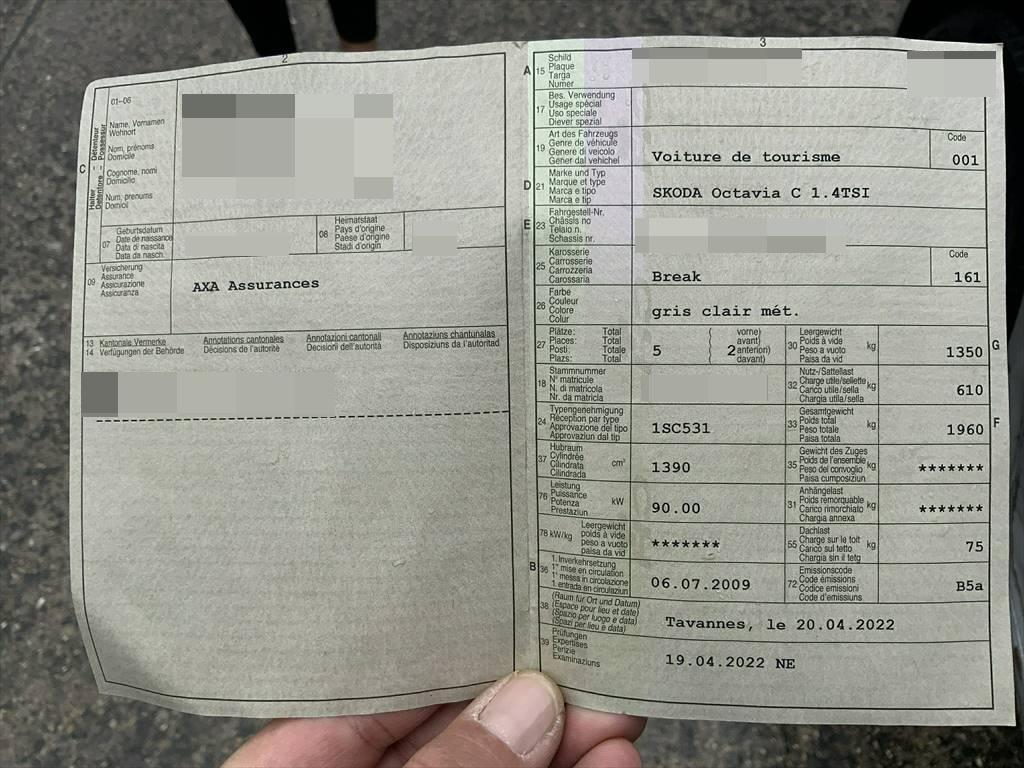 2
01–06
Name, Vornamen
Wohnort
Nom, prénoms
Domicile
Cognome, nomi
Domicilio
Num, prenums
Domicil
C
Halter – Détenteur
Detentore – Possessur
07
Geburtsdatum
Date de naissance
Data di nascita
Data da nasch.
08
Heimatstaat
Pays d'origine
Paese d'origine
Stadi d'origin
09
Versicherung
Assurance
Assicurazione
Assicuranza
AXA Assurances
13 Kantonale Vermerke Annotations cantonales Annotazioni cantonali Annotaziuns chantunalas
14 Verfügungen der Behörde Décisions de l'autorité Decisioni dell'autorità Disposiziuns da l'autoritad
3
A 15
Schild
Plaque
Targa
Numer
17
Bes. Verwendung
Usage spécial
Uso speciale
Diever spezial
19
Art des Fahrzeugs
Genre de véhicule
Genere di veicolo
Gener dal vehichel
Voiture de tourisme
Code
001
D 21
Marke und Typ
Marque et type
Marca e tipo
Marca e tip
SKODA Octavia C 1.4TSI
E 23
Fahrgestell-Nr.
Châssis no
Telaio n.
Schassis nr.
25
Karosserie
Carrosserie
Carrozzeria
Carossaria
Break
Code
161
26
Farbe
Couleur
Colore
Colur
gris clair mét.
27
Plätze: Total
Places: Total
Posti: Totale
Plazs: Total
5
2
vorne)
avant)
anteriori)
davant)
30
Leergewicht
Poids à vide
Peso a vuoto
Paisa da vid
kg
1350
G
18
Stammnummer
N° matricule
N. di matricola
Nr. da matricla
32
Nutz-/Sattellast
Charge utile/sellette
Carico utile/sella
Chargia utila/sella
kg
610
24
Typengenehmigung
Réception par type
Approvazione del tipo
Approvaziun dal tip
1SC531
33
Gesamtgewicht
Poids total
Peso totale
Paisa totala
kg
1960
F
37
Hubraum
Cylindrée
Cilindrata
Cilindrada
cm³
1390
35
Gewicht des Zuges
Poids de l'ensemble
Peso del convoglio
Paisa cumposiziun
kg
*******
76
Leistung
Puissance
Potenza
Prestaziun
kW
90.00
31
Anhängelast
Poids remorquable
Carico rimorchiato
Chargia annexa
kg
*******
78 kW/kg
Leergewicht
poids à vide
peso a vuoto
paisa da vid
*******
55
Dachlast
Charge sur le toit
Carico sul tetto
Chargia sin il tetg
kg
75
B 36
1. Inverkehrsetzung
1re mise en circulation
1a messa in circolazione
1. entrada en circulaziun
06.07.2009
72
Emissionscode
Code émissions
Codice emissioni
Code d'emissiuns
B5a
38
(Raum für Ort und Datum)
(Espace pour lieu et date)
(Spazio per luogo e data)
(Spazi per lieu e data)
Tavannes, le 20.04.2022
39
Prüfungen
Expertises
Perizie
Examinaziuns
19.04.2022 NE